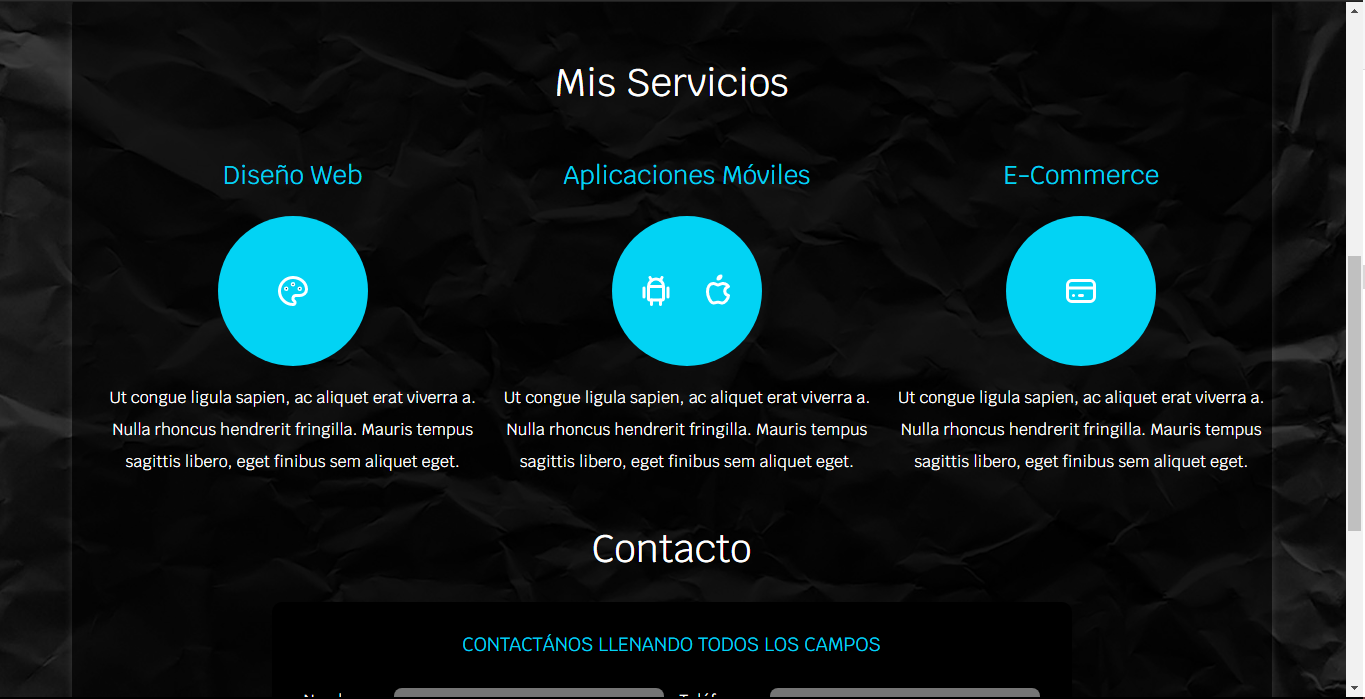 Mis Servicios
Diseño Web
Aplicaciones Móviles
E-Commerce
Ut congue ligula sapien, ac aliquet erat viverra a.
Nulla rhoncus hendrerit fringilla. Mauris tempus
sagittis libero, eget finibus sem aliquet eget.
Ut congue ligula sapien, ac aliquet erat viverra a.
Nulla rhoncus hendrerit fringilla. Mauris tempus
sagittis libero, eget finibus sem aliquet eget.
Ut congue ligula sapien, ac aliquet erat viverra a.
Nulla rhoncus hendrerit fringilla. Mauris tempus
sagittis libero, eget finibus sem aliquet eget.
Contacto
CONTACTÁNOS LLENANDO TODOS LOS CAMPOS